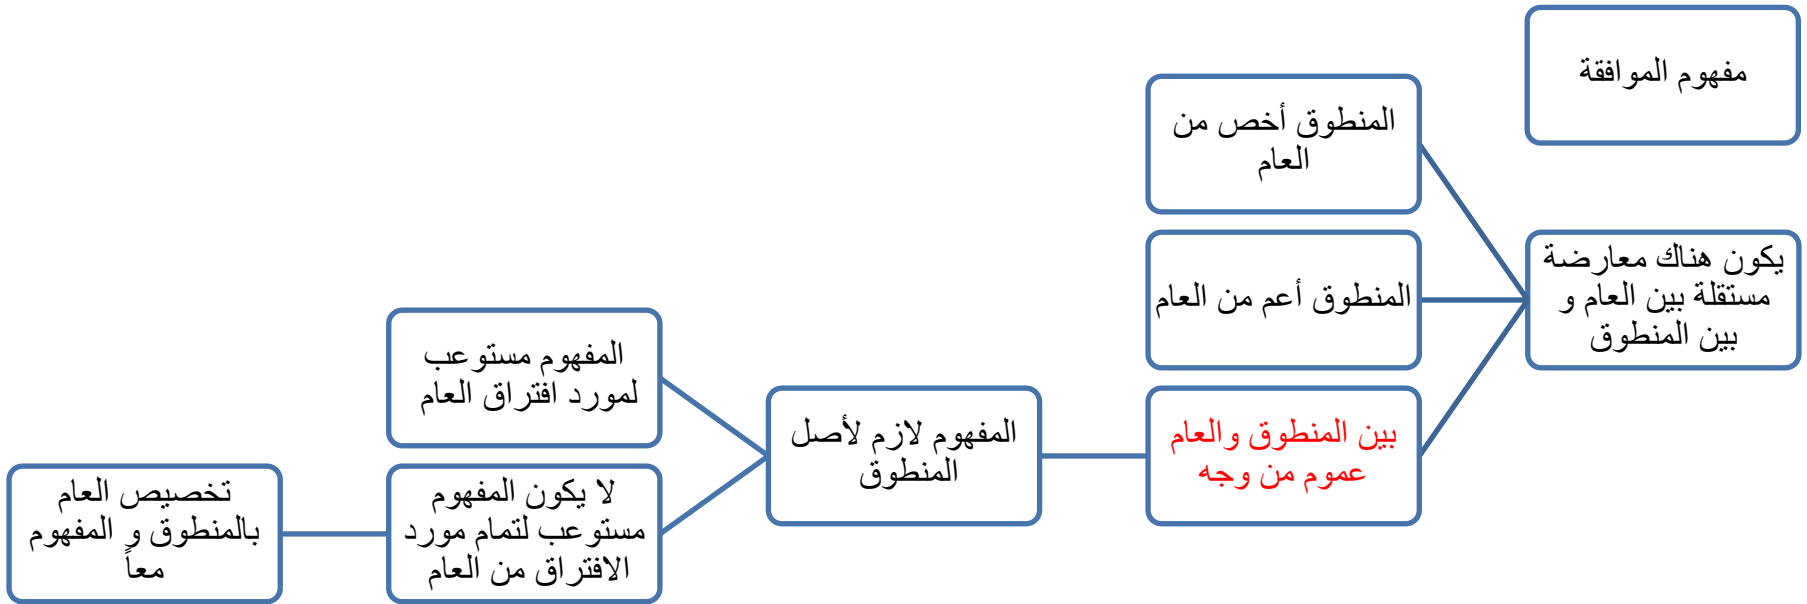 مفهوم الموافقة
يكون هناك معارضة
مستقلة بين العام و
بين المنطوق
المنطوق أخص من
العام
المنطوق أعم من العام
بين المنطوق والعام
عموم من وجه
المفهوم لازم لأصل
المنطوق
المفهوم مستوعب
لمورد افتراق العام
لا يكون المفهوم
مستوعب لتمام مورد
الافتراق من العام
تخصيص العام
بالمنطوق و المفهوم
معاً